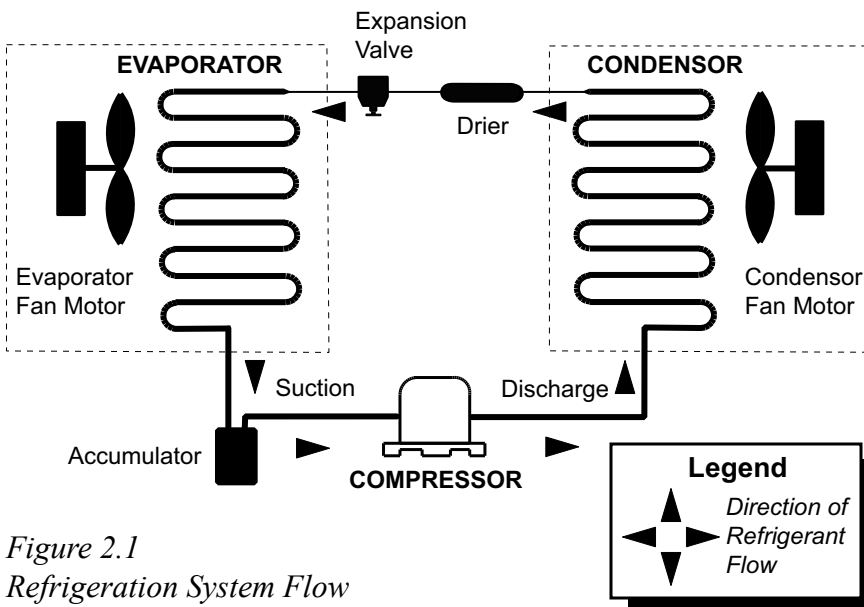 Expansion
Valve
EVAPORATOR
CONDENSOR
Drier
Evaporator
Fan Motor
Condensor
Fan Motor
Suction
Discharge
Accumulator
COMPRESSOR
Legend
Direction of
Refrigerant
Flow
Figure 2.1
Refrigeration System Flow